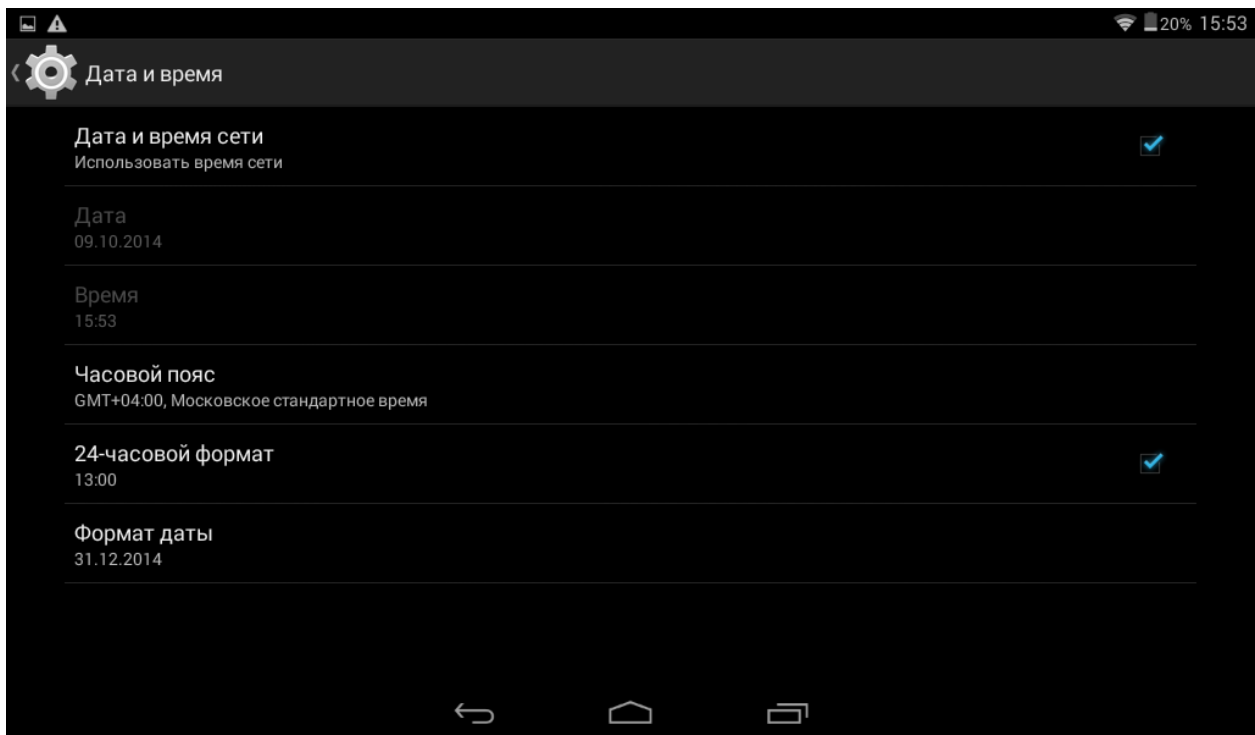 20% 15:53
Дата и время
Дата и время сети
Использовать время сети
Дата
09.10.2014
Время
15:53
Часовой пояс
GMT+04:00, Московское стандартное время
24-часовой формат
13:00
Формат даты
31.12.2014